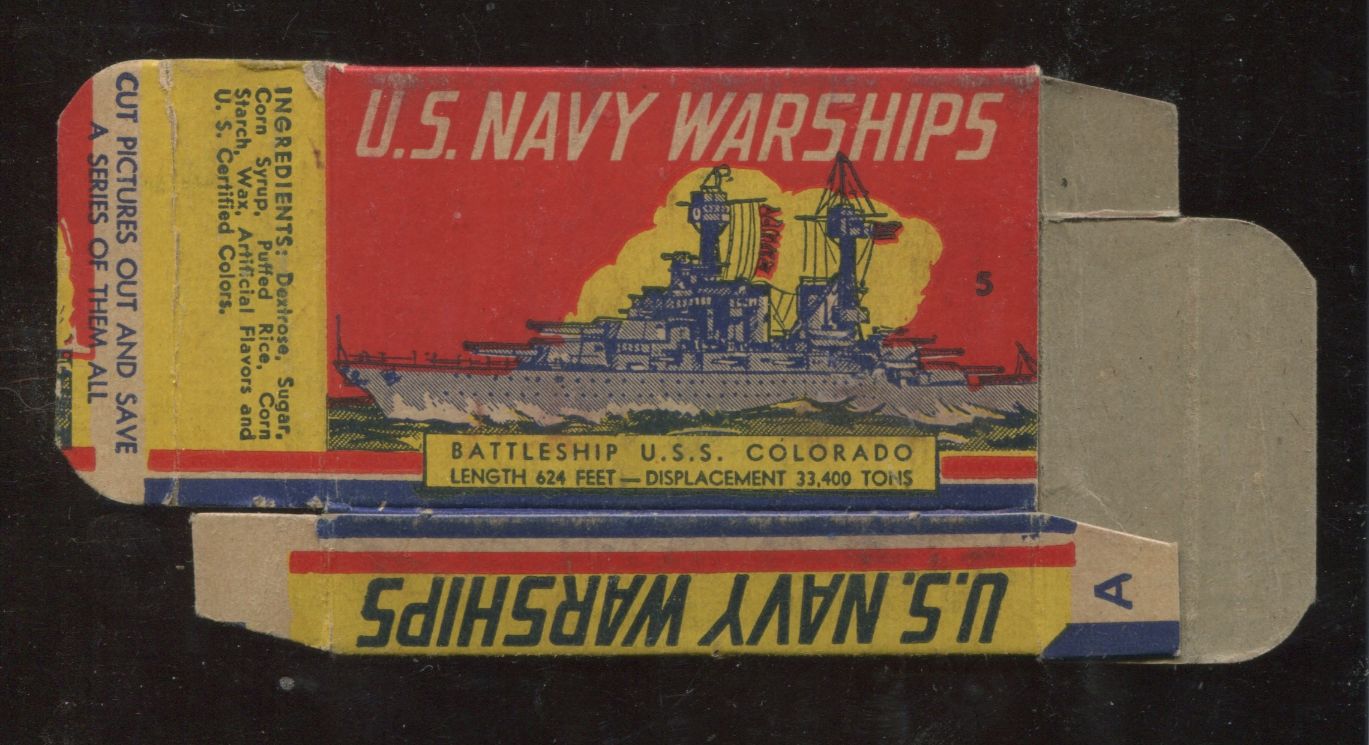 U.S. NAVY WARSHIPS
5
BATTLESHIP U.S.S. COLORADO
LENGTH 624 FEET — DISPLACEMENT 33,400 TONS
CUT PICTURES OUT AND SAVE
A SERIES OF THEM ALL
INGREDIENTS: Dextrose, Sugar,
Corn Syrup, Puffed Rice, Corn
Starch, Wax, Artificial Flavors and
U. S. Certified Colors.
U.S. NAVY WARSHIPS
A